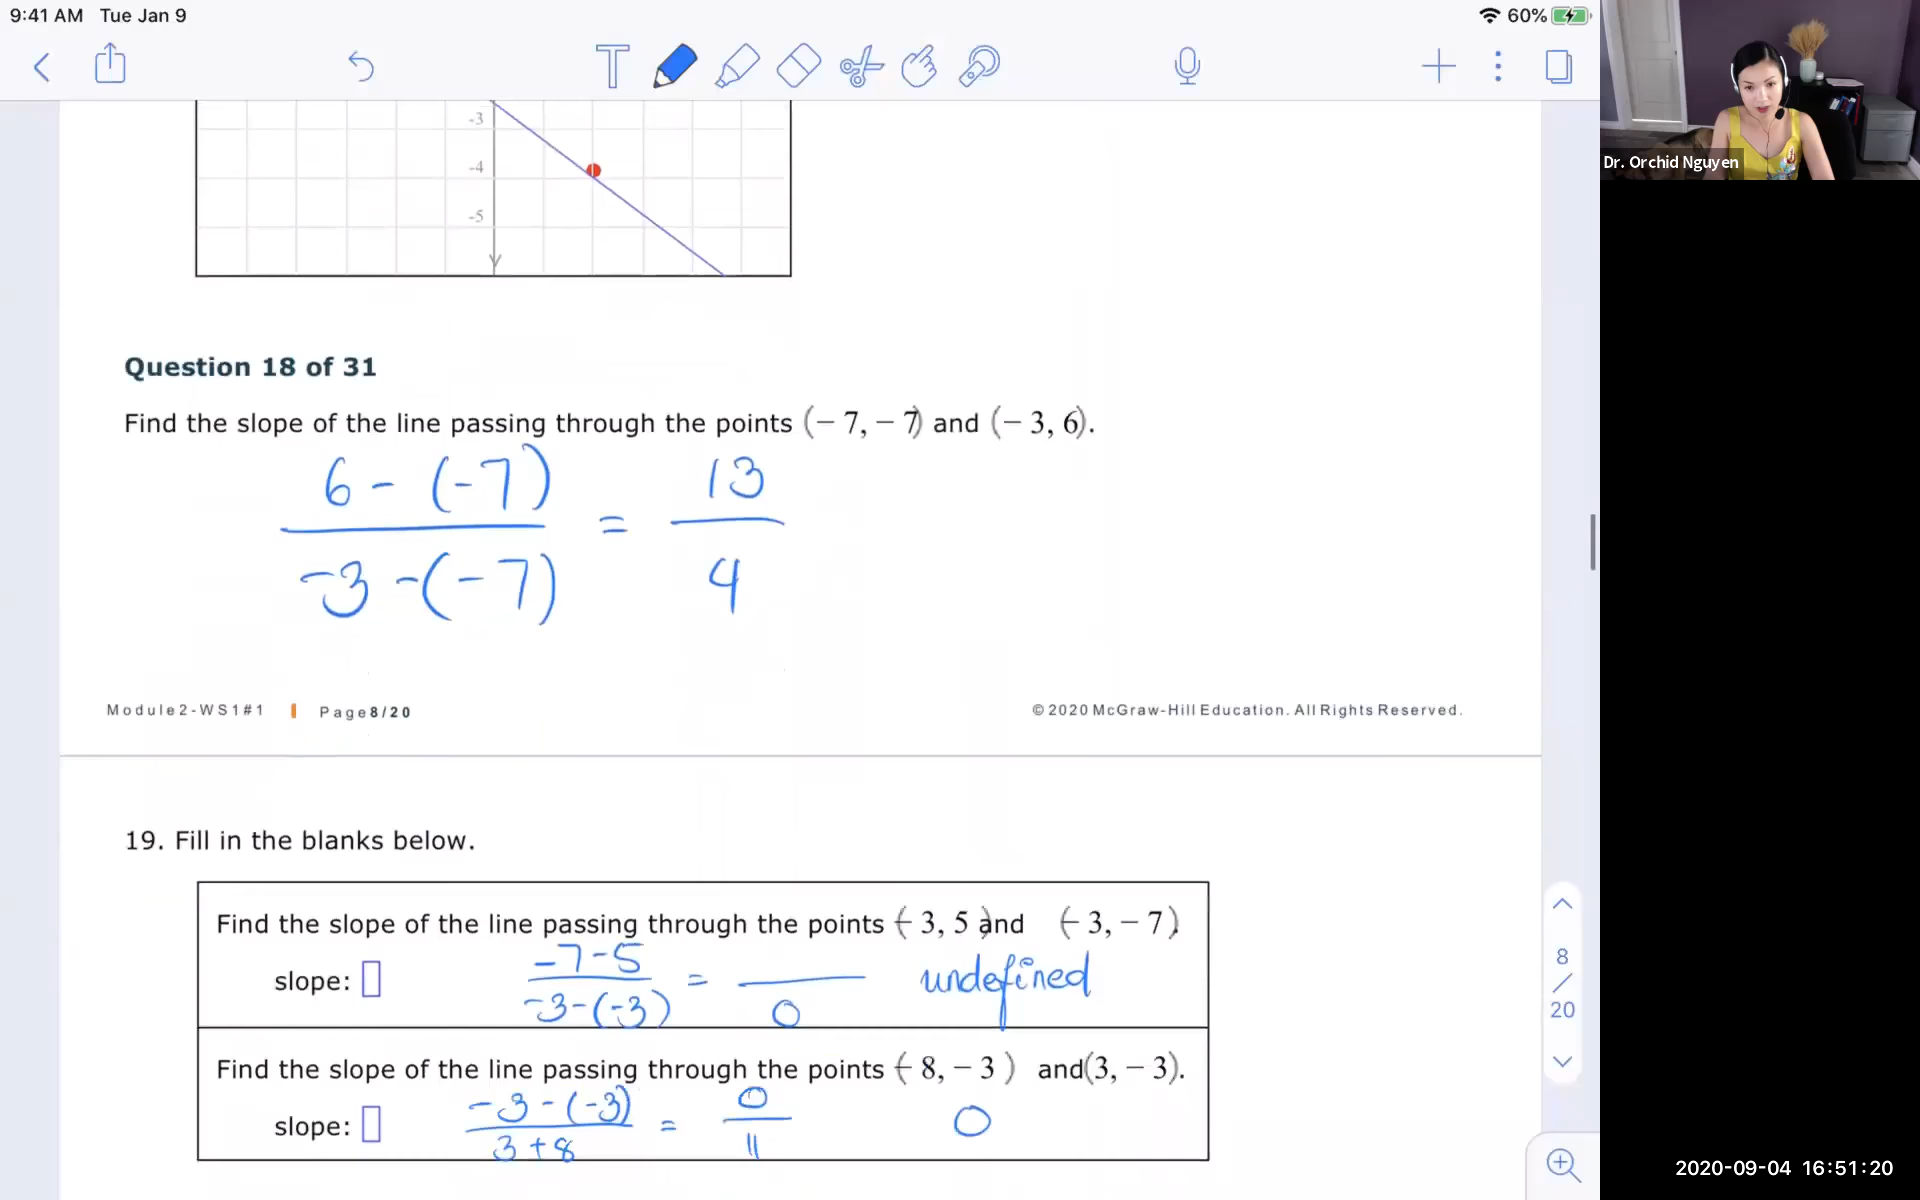 9:41 AM Tue Jan 9
60%
Dr. Orchid Nguyen
-3
-4
-5
Question 18 of 31
Find the slope of the line passing through the points (− 7, − 7) and (− 3, 6).
6 - (-7)
-3 -(-7)
=
13
4
Module2-WS1#1 Page8/20
©2020 McGraw-Hill Education. All Rights Reserved.
19. Fill in the blanks below.
Find the slope of the line passing through the points (− 3, 5 )and (− 3, − 7).
slope:
-7-5
-3-(-3)
=
0
undefined
Find the slope of the line passing through the points (− 8, − 3 ) and(3, − 3).
slope:
-3-(-3)
3+8
=
0
11
0
8
/
20
2020-09-04 16:51:20